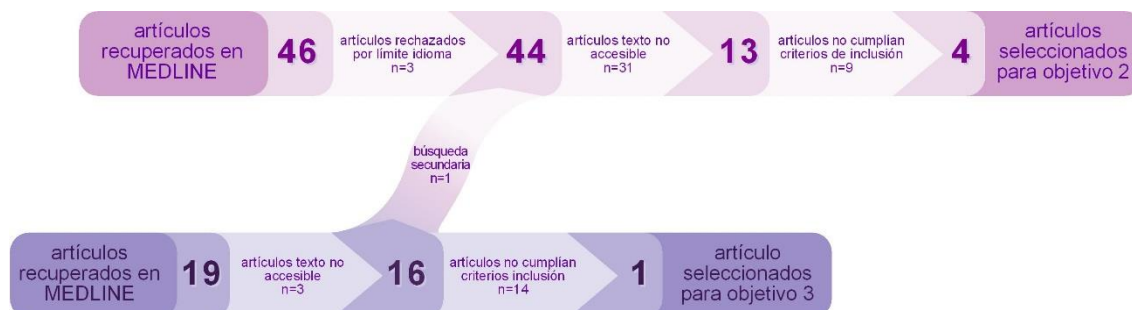 artículos
recuperados en
MEDLINE
46
artículos rechazados
por límite idioma
n=3
44
artículos texto no
accesible
n=31
13
artículos no cumplían
criterios de inclusión
n=9
4
artículos
seleccionados
para objetivo 2
búsqueda
secundaria
n=1
artículos
recuperados en
MEDLINE
19
artículos texto no
accesible
n=3
16
artículos no cumplían
criterios inclusión
n=14
1
artículo
seleccionados
para objetivo 3